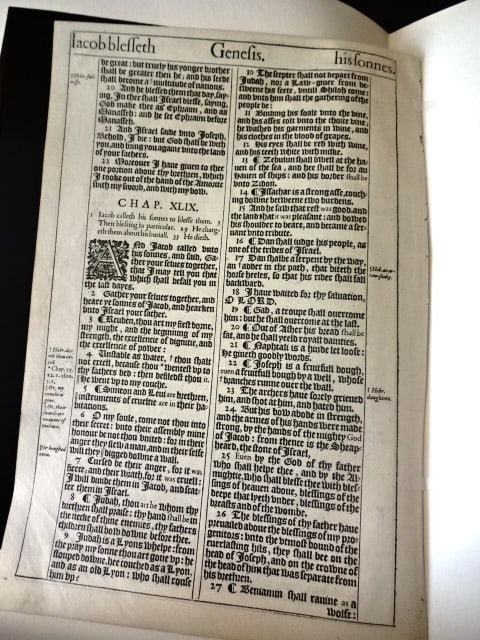 Iacob blesseth Genesis. his sonnes.
be great: but truely his yonger brother
shall be greater then he; and his seede
shall become a multitude of nations.
20 And he blessed them that day, say-
ing, In thee shall Israel blesse, saying,
God make thee as Ephraim, and as
Manasseh: and he set Ephraim before
Manasseh.
21 And Israel saide vnto Ioseph,
Behold, I die: but God shall be with
you, and bring you againe vnto the land
of your fathers.
22 Moreouer I haue giuen to thee
one portion aboue thy brethren, which
I tooke out of the hand of the Amorite
with my sword, and with my bow.
CHAP. XLIX.
1 Iacob calleth his sonnes to blesse them. 3
Their blessing in particular. 29 He charg-
eth them about his buriall. 33 He dieth.
And Iacob called vnto
his sonnes, and said, Ga-
ther your selues together,
that I may tell you that
which shall befall you in
the last dayes.
2 Gather your selues together, and
heare ye sonnes of Iacob, and hearken
vnto Israel your father.
3 ¶ Reuben, thou art my first borne,
my might, and the beginning of my
strength, the excellencie of dignitie, and
the excellencie of power:
4 Unstable as water, thou shalt
not excell, because thou wentest vp to
thy fathers bed: then defiledst thou it.
He went vp to my couche.
5 ¶ Simeon and Leui are brethren,
instruments of crueltie are in their ha-
bitations.
6 O my soule, come not thou into
their secret: vnto their assembly mine
honour be not thou vnited: for in their
anger they slew a man, and in their selfe
will they digged downe a wall.
7 Cursed be their anger, for it was
fierce; and their wrath, for it was cruell:
I will diuide them in Iacob, and scat-
ter them in Israel.
8 ¶ Iudah, thou art he whom thy
brethren shall praise: thy hand shall be in
the necke of thine enemies, thy fathers
children shall bow downe before thee.
9 Iudah is a Lyons whelpe: from
the pray my sonne thou art gone vp: he
stouped downe, hee couched as a Lyon,
and as an old Lyon: who shall rouse
him vp?
10 The scepter shall not depart from
Iudah, nor a Law-giuer from be-
tweene his feete, vntill Shiloh come:
and vnto him shall the gathering of the
people be:
11 Binding his foale vnto the vine,
and his asses colt vnto the choice vine;
he washed his garments in wine, and
his clothes in the blood of grapes.
12 His eyes shall be red with wine,
and his teeth white with milke.
13 ¶ Zebulun shall dwell at the ha-
uen of the sea, and he shall be for an
hauen of ships: and his border shall be
vnto Zidon.
14 ¶ Issachar is a strong asse, couch-
ing downe betweene two burdens.
15 And he saw that rest was good, and
the land that it was pleasant: and bowed
his shoulder to beare, and became a ser-
uant vnto tribute.
16 ¶ Dan shall iudge his people, as
one of the tribes of Israel.
17 Dan shalbe a serpent by the way,
an adder in the path, that biteth the
horse heeles, so that his rider shall fall
backward.
18 I haue waited for thy saluation,
O LORD.
19 ¶ Gad, a troupe shall ouercome
him: but he shall ouercome at the last.
20 ¶ Out of Asher his bread shall be
fat, and he shall yeeld royall dainties.
21 ¶ Naphtali is a hinde let loose:
He giueth goodly words.
22 ¶ Ioseph is a fruitfull bough,
euen a fruitfull bough by a well, whose
branches runne ouer the wall.
23 The archers haue sorely grieued
him, and shot at him, and hated him.
24 But his bow abode in strength,
and the armes of his hands were made
strong, by the hands of the mighty God
of Iacob: from thence is the Sheap-
heard, the stone of Israel,
25 Euen by the God of thy father
who shall helpe thee, and by the Al-
mightie, who shall blesse thee with bles-
sings of heauen aboue, blessings of the
deepe that lyeth vnder, blessings of the
breasts and of the wombe.
26 The blessings of thy father haue
preuailed aboue the blessings of my pro-
genitors: vnto the vtmost bound of the
euerlasting hils, they shall bee on the
head of Ioseph, and on the crowne of
the head of him that was separate from
his brethren.
27 ¶ Beniamin shall rauine as a
wolfe: